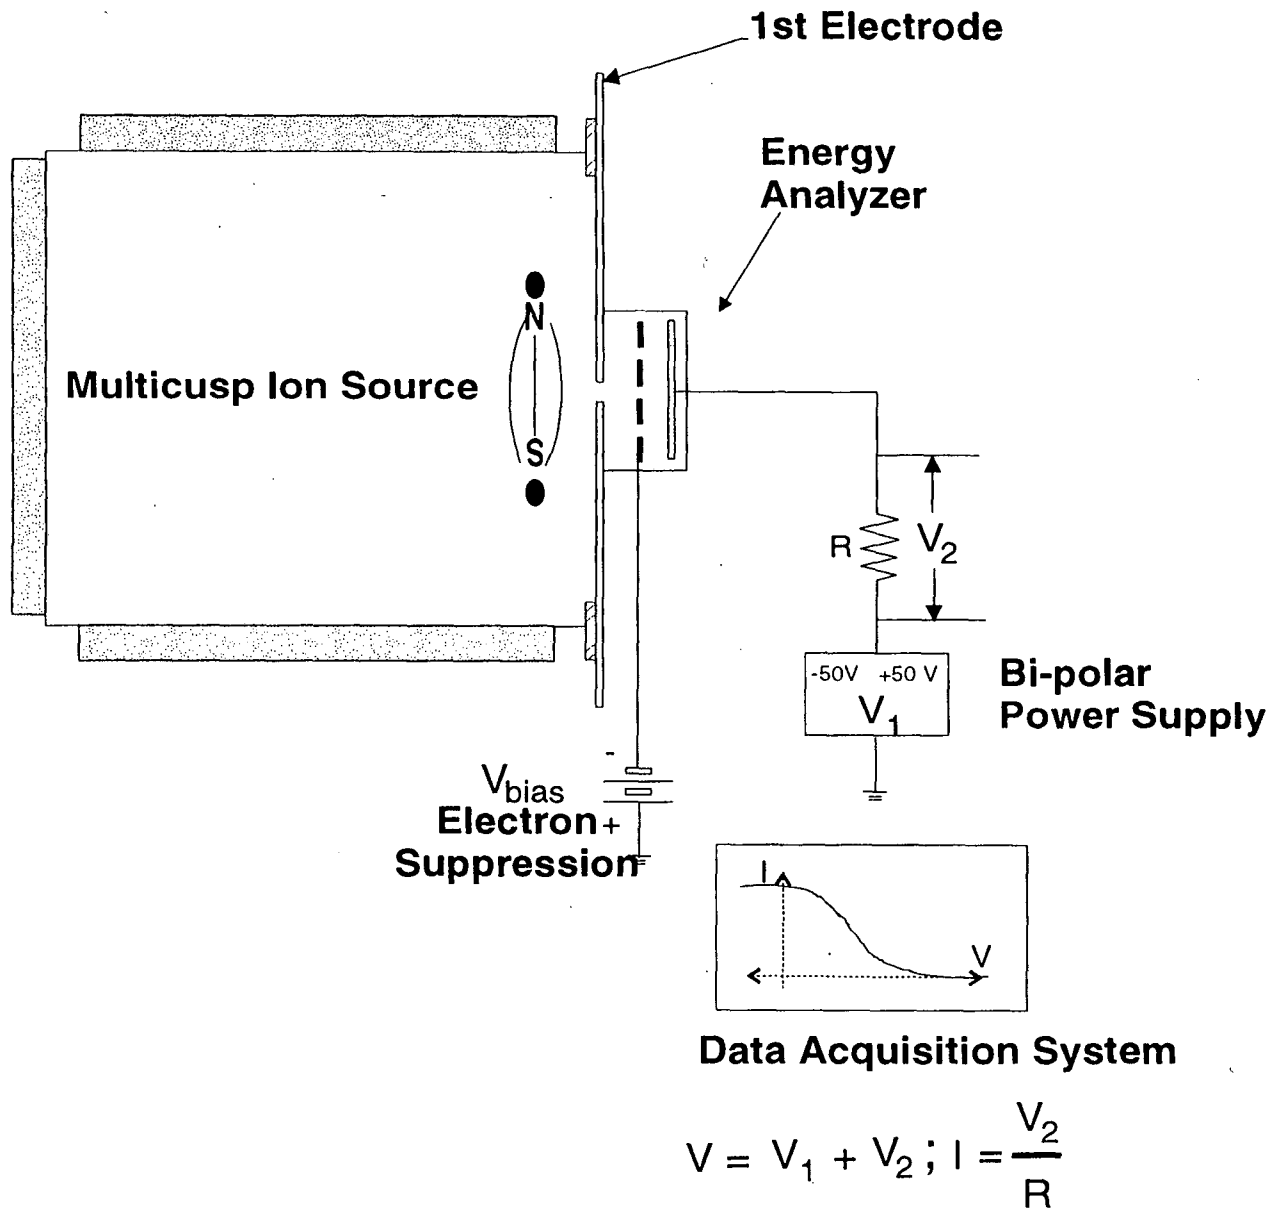 1st Electrode
Energy
Analyzer
N
Multicusp Ion Source
S
R
V₂
-50V +50 V
V₁
Bi-polar
Power Supply
-
V_bias
Electron +
Suppression
I
V
Data Acquisition System
V = V₁ + V₂ ; I = V₂
R